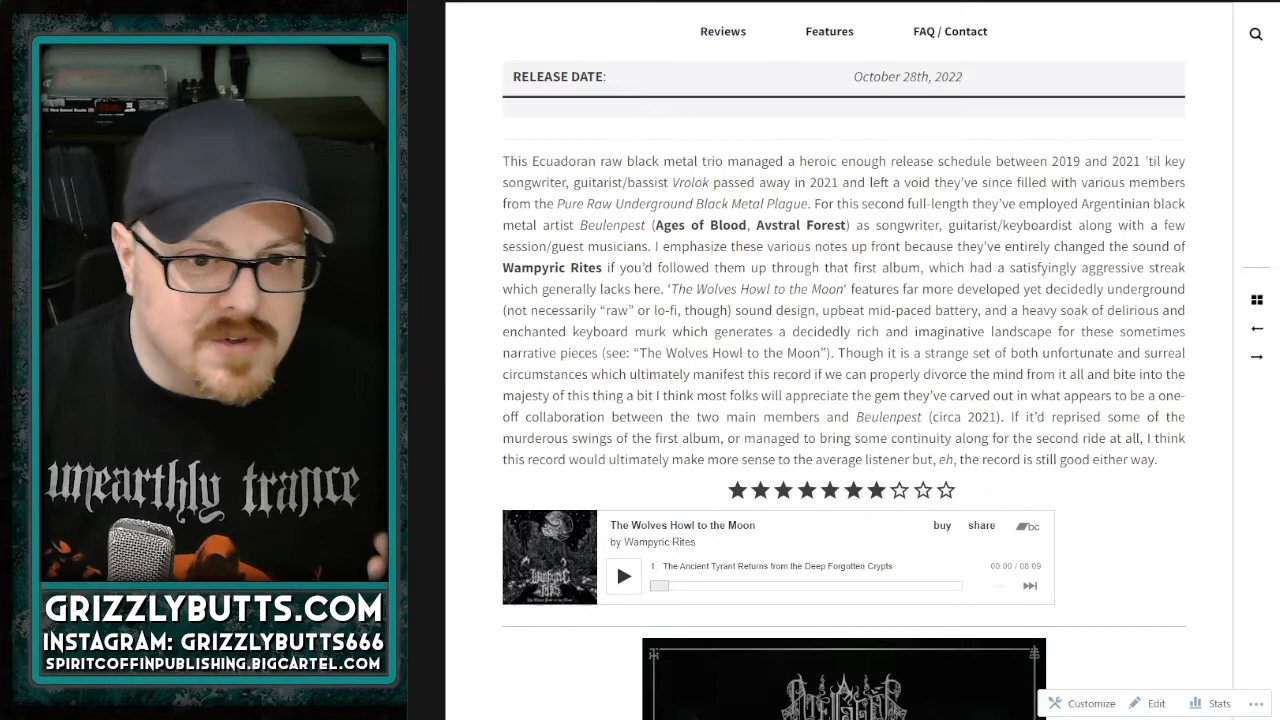 Reviews Features FAQ / Contact
RELEASE DATE: October 28th, 2022
This Ecuadoran raw black metal trio managed a heroic enough release schedule between 2019 and 2021 'til key
songwriter, guitarist/bassist Vrolok passed away in 2021 and left a void they've since filled with various members
from the Pure Raw Underground Black Metal Plague. For this second full-length they've employed Argentinian black
metal artist Beulenpest (Ages of Blood, Avstral Forest) as songwriter, guitarist/keyboardist along with a few
session/guest musicians. I emphasize these various notes up front because they've entirely changed the sound of
Wampyric Rites if you'd followed them up through that first album, which had a satisfyingly aggressive streak
which generally lacks here. 'The Wolves Howl to the Moon' features far more developed yet decidedly underground
(not necessarily "raw" or lo-fi, though) sound design, upbeat mid-paced battery, and a heavy soak of delirious and
enchanted keyboard murk which generates a decidedly rich and imaginative landscape for these sometimes
narrative pieces (see: "The Wolves Howl to the Moon"). Though it is a strange set of both unfortunate and surreal
circumstances which ultimately manifest this record if we can properly divorce the mind from it all and bite into the
majesty of this thing a bit I think most folks will appreciate the gem they've carved out in what appears to be a one-
off collaboration between the two main members and Beulenpest (circa 2021). If it'd reprised some of the
murderous swings of the first album, or managed to bring some continuity along for the second ride at all, I think
this record would ultimately make more sense to the average listener but, eh, the record is still good either way.
The Wolves Howl to the Moon buy share bc
by Wampyric Rites
1. The Ancient Tyrant Returns from the Deep Forgotten Crypts 00:00 / 08:09
Customize Edit Stats
unearthly trance
GRIZZLYBUTTS.COM
INSTAGRAM: GRIZZLYBUTTS666
SPIRITCOFFINPUBLISHING.BIGCARTEL.COM